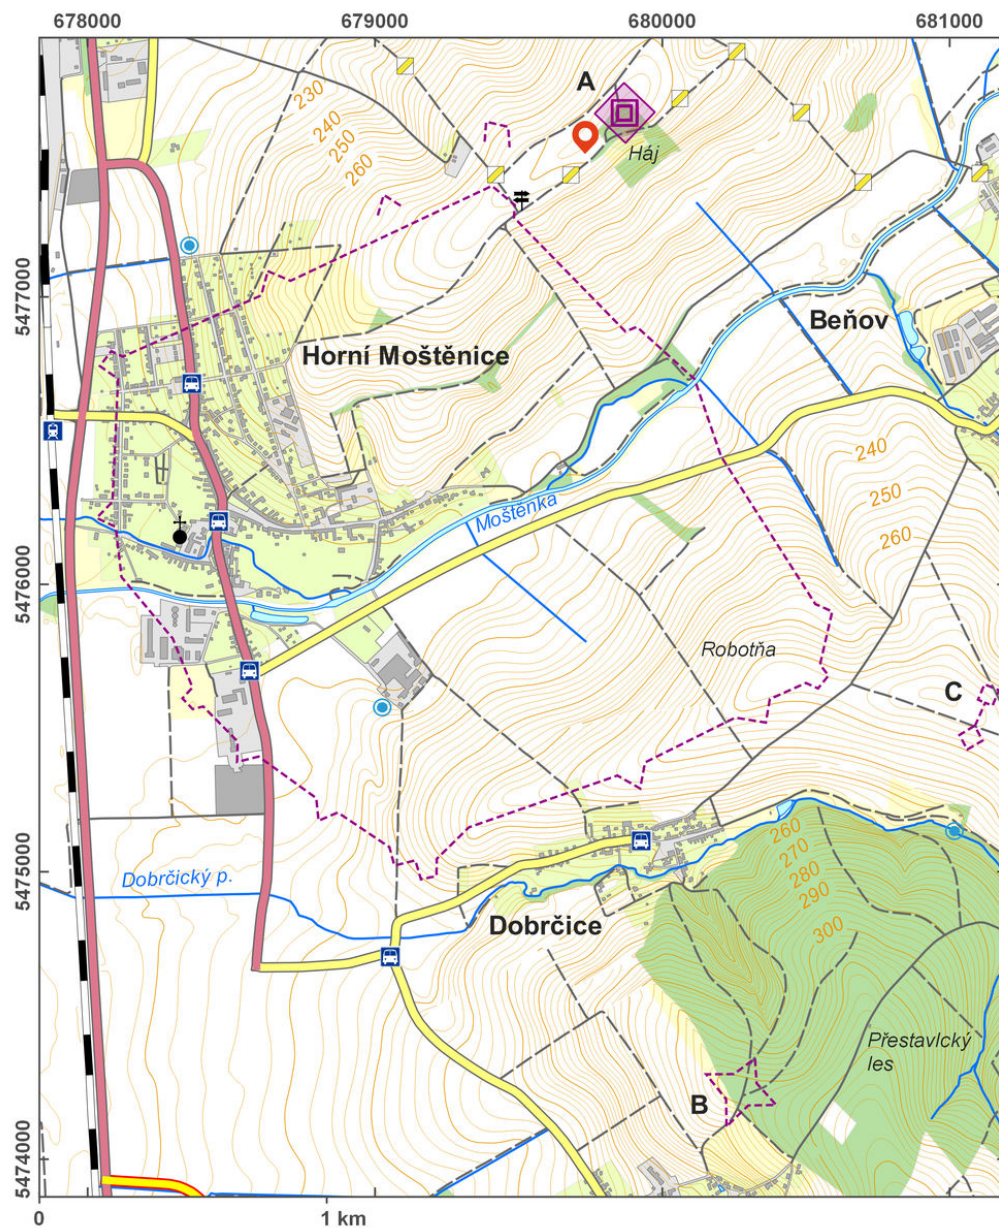 678000
679000
680000
681000
A
230
240
250
260
Háj
5477000
Beňov
Horní Moštěnice
240
250
260
Moštěnka
5476000
Robotňa
C
260
270
280
290
300
Dobrčický p.
5475000
Dobrčice
Přestavlcký
les
B
5474000
0
1 km